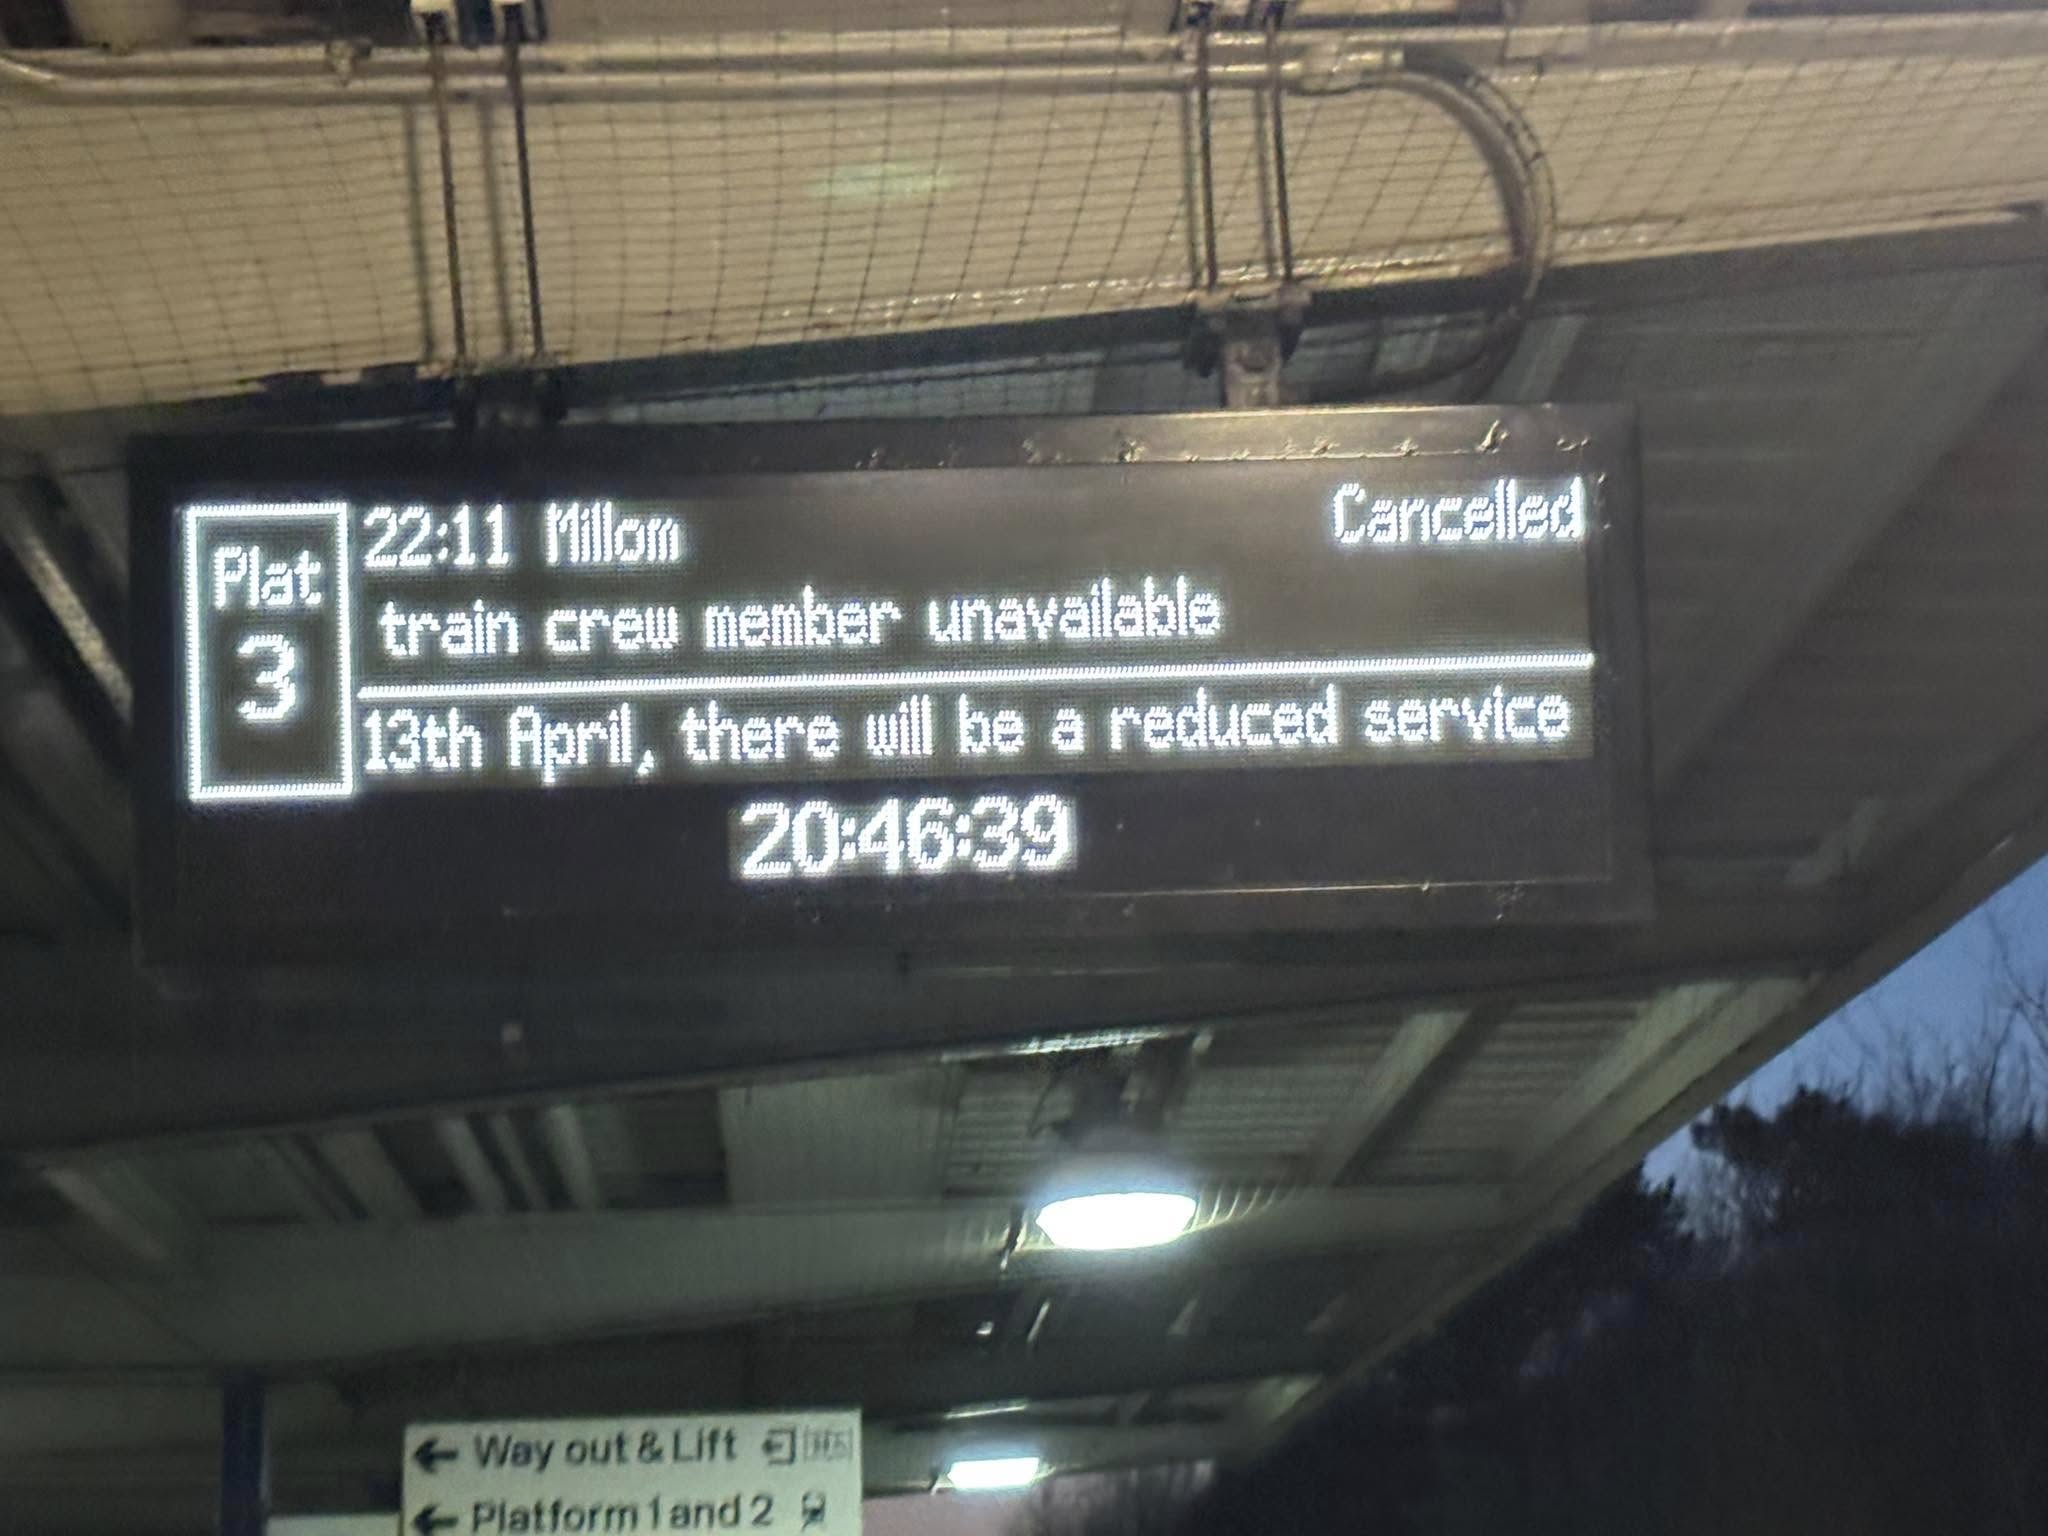 Plat
3
22:11 Millom
Cancelled
train crew member unavailable
13th April, there will be a reduced service
20:46:39
← Way out & Lift
← Platform 1 and 2